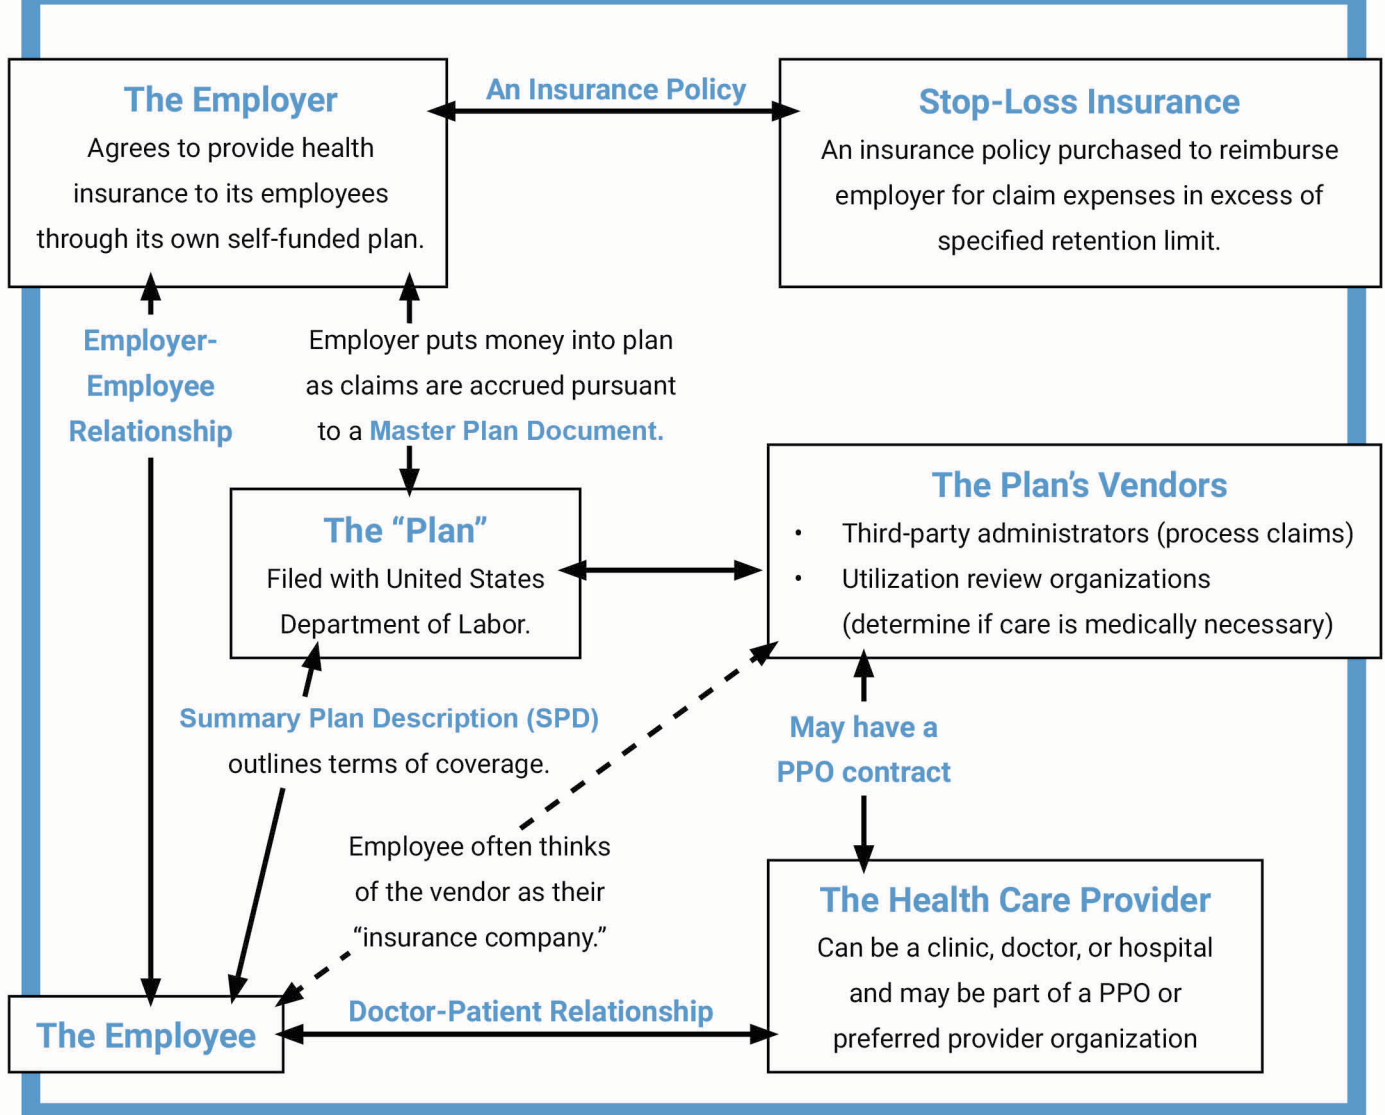 The Employer
Agrees to provide health
insurance to its employees
through its own self-funded plan.
An Insurance Policy
Stop-Loss Insurance
An insurance policy purchased to reimburse
employer for claim expenses in excess of
specified retention limit.
Employer-
Employee
Relationship
Employer puts money into plan
as claims are accrued pursuant
to a Master Plan Document.
The “Plan”
Filed with United States
Department of Labor.
The Plan’s Vendors
• Third-party administrators (process claims)
• Utilization review organizations
(determine if care is medically necessary)
Summary Plan Description (SPD)
outlines terms of coverage.
May have a
PPO contract
Employee often thinks
of the vendor as their
“insurance company.”
The Health Care Provider
Can be a clinic, doctor, or hospital
and may be part of a PPO or
preferred provider organization
The Employee
Doctor-Patient Relationship